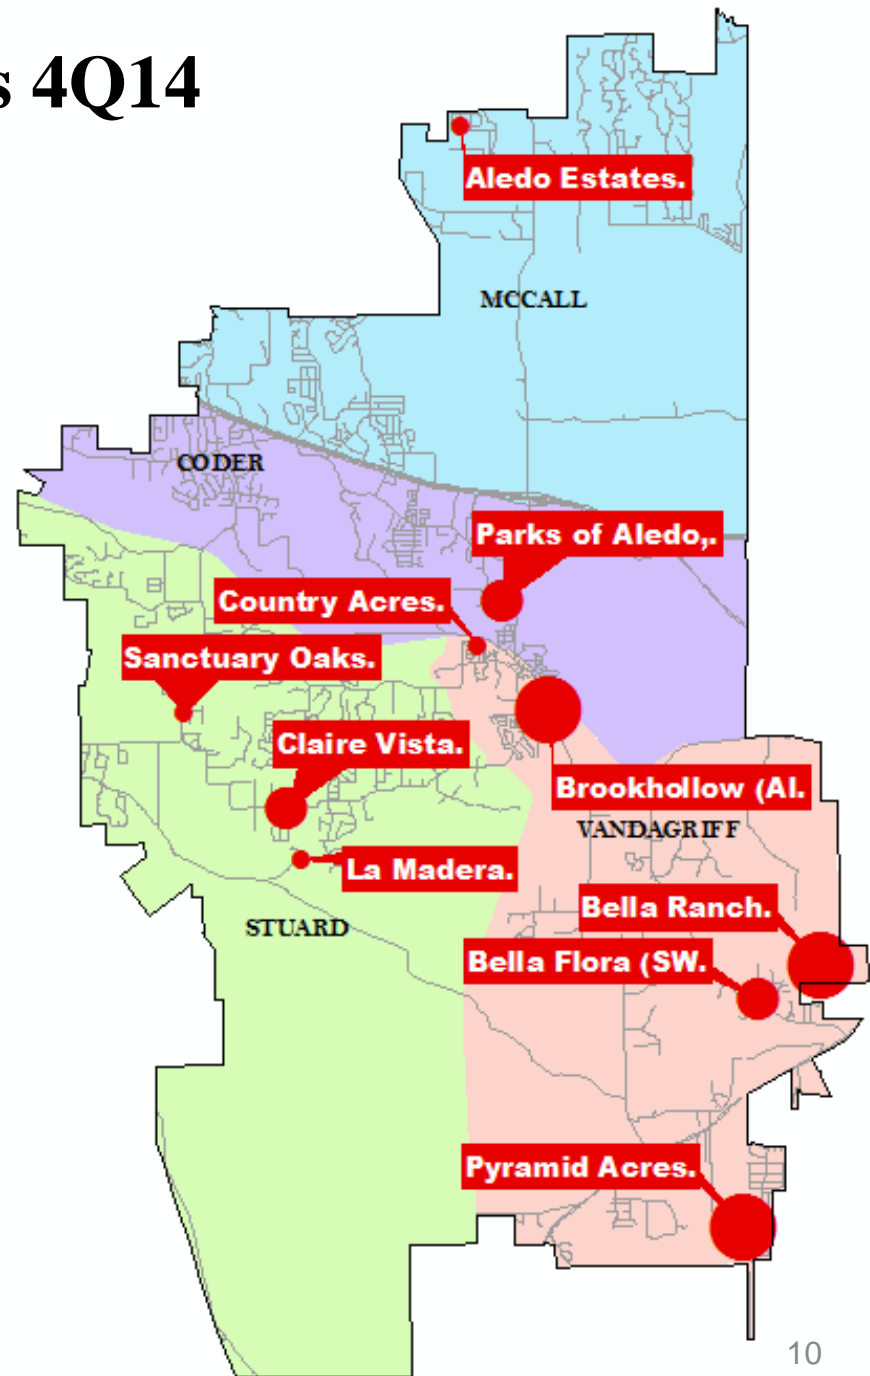 s 4Q14
Aledo Estates.
MCCALL
CODER
Parks of Aledo,.
Country Acres.
Sanctuary Oaks.
Claire Vista.
Brookhollow (Al.
VANDAGRIFF
La Madera.
Bella Ranch.
STUARD
Bella Flora (SW.
Pyramid Acres.
10